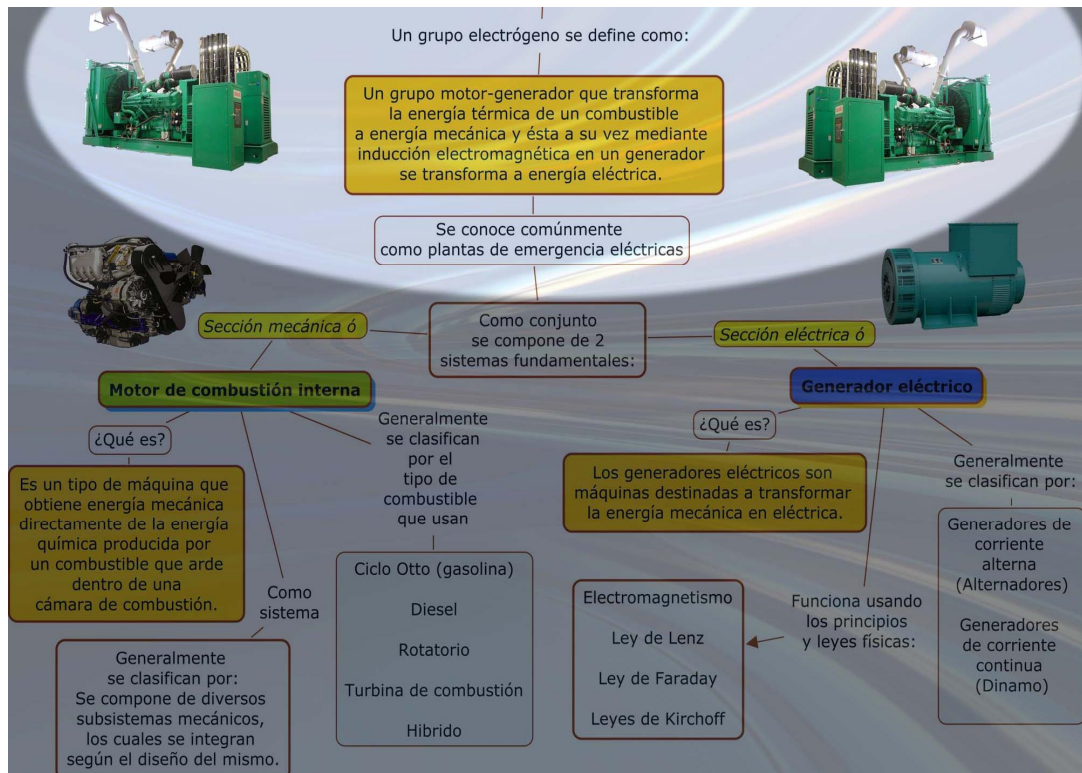 Un grupo electrógeno se define como:
Un grupo motor-generador que transforma
la energía térmica de un combustible
a energía mecánica y ésta a su vez mediante
inducción electromagnética en un generador
se transforma a energía eléctrica.
Se conoce comúnmente
como plantas de emergencia eléctricas
Como conjunto
se compone de 2
sistemas fundamentales:
Sección mecánica ó
Motor de combustión interna
¿Qué es?
Es un tipo de máquina que
obtiene energía mecánica
directamente de la energía
química producida por
un combustible que arde
dentro de una
cámara de combustión.
Como
sistema
Generalmente
se clasifican por:
Se compone de diversos
subsistemas mecánicos,
los cuales se integran
según el diseño del mismo.
Generalmente
se clasifican
por el
tipo de
combustible
que usan
Ciclo Otto (gasolina)
Diesel
Rotatorio
Turbina de combustión
Hibrido
Sección eléctrica ó
Generador eléctrico
¿Qué es?
Los generadores eléctricos son
máquinas destinadas a transformar
la energía mecánica en eléctrica.
Funciona usando
los principios
y leyes físicas:
Electromagnetismo
Ley de Lenz
Ley de Faraday
Leyes de Kirchoff
Generalmente
se clasifican por:
Generadores de
corriente
alterna
(Alternadores)
Generadores
de corriente
continua
(Dinamo)